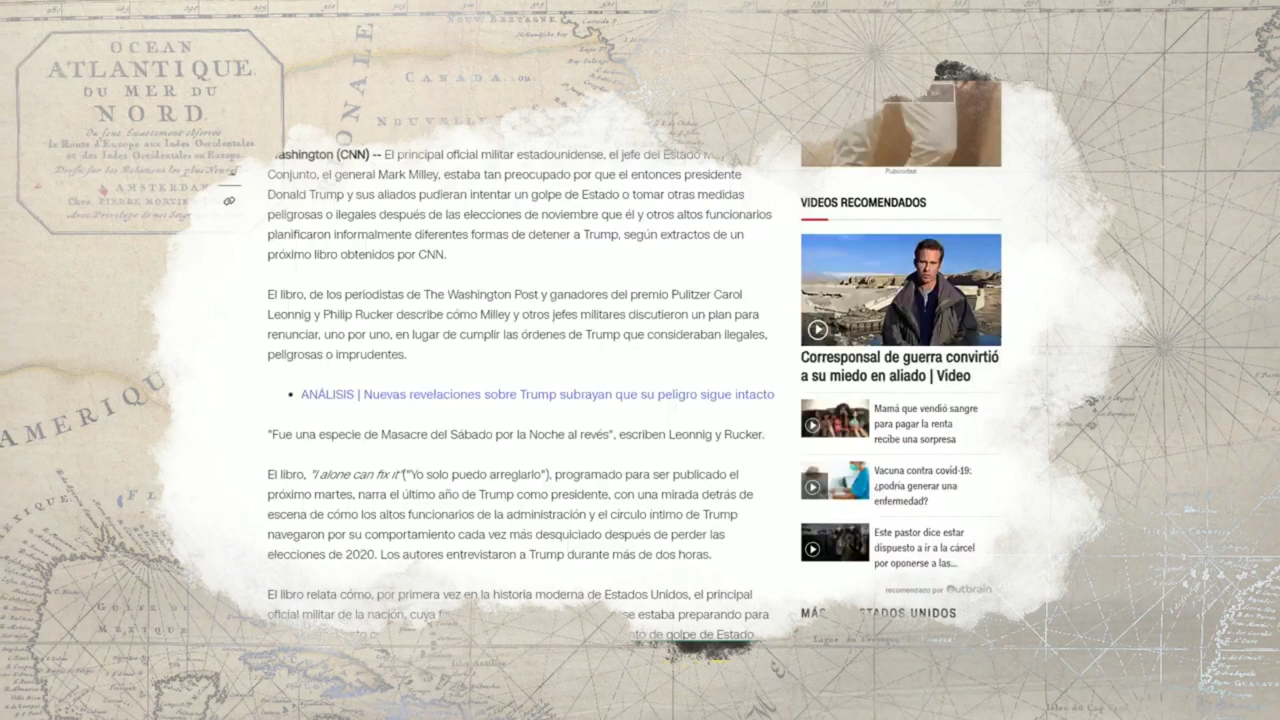 OCEAN
ATLANTIQUE.
OU MER DU
NORD.
AMSTERDAM
CANADA. ou
AMERIQU
MEXIQUE
MEXIQUE
ashington (CNN) -- El principal oficial militar estadounidense, el jefe del Estado
Conjunto, el general Mark Milley, estaba tan preocupado por que el entonces presidente
Donald Trump y sus aliados pudieran intentar un golpe de Estado o tomar otras medidas
peligrosas o ilegales después de las elecciones de noviembre que él y otros altos funcionarios
planificaron informalmente diferentes formas de detener a Trump, según extractos de un
próximo libro obtenidos por CNN.
El libro, de los periodistas de The Washington Post y ganadores del premio Pulitzer Carol
Leonnig y Philip Rucker describe cómo Milley y otros jefes militares discutieron un plan para
renunciar, uno por uno, en lugar de cumplir las órdenes de Trump que consideraban ilegales,
peligrosas o imprudentes.
• ANÁLISIS | Nuevas revelaciones sobre Trump subrayan que su peligro sigue intacto
"Fue una especie de Masacre del Sábado por la Noche al revés", escriben Leonnig y Rucker.
El libro, "I alone can fix it"("Yo solo puedo arreglarlo"), programado para ser publicado el
próximo martes, narra el último año de Trump como presidente, con una mirada detrás de
escena de cómo los altos funcionarios de la administración y el círculo íntimo de Trump
navegaron por su comportamiento cada vez más desquiciado después de perder las
elecciones de 2020. Los autores entrevistaron a Trump durante más de dos horas.
El libro relata cómo, por primera vez en la historia moderna de Estados Unidos, el principal
oficial militar de la nación, cuya se estaba preparando para
de golpe de Estado
Publicidad
VIDEOS RECOMENDADOS
Corresponsal de guerra convirtió
a su miedo en aliado | Video
Mamá que vendió sangre
para pagar la renta
recibe una sorpresa
Vacuna contra covid-19:
¿podría generar una
enfermedad?
Este pastor dice estar
dispuesto a ir a la cárcel
por oponerse a las...
recomendado por Outbrain
MÁS ESTADOS UNIDOS